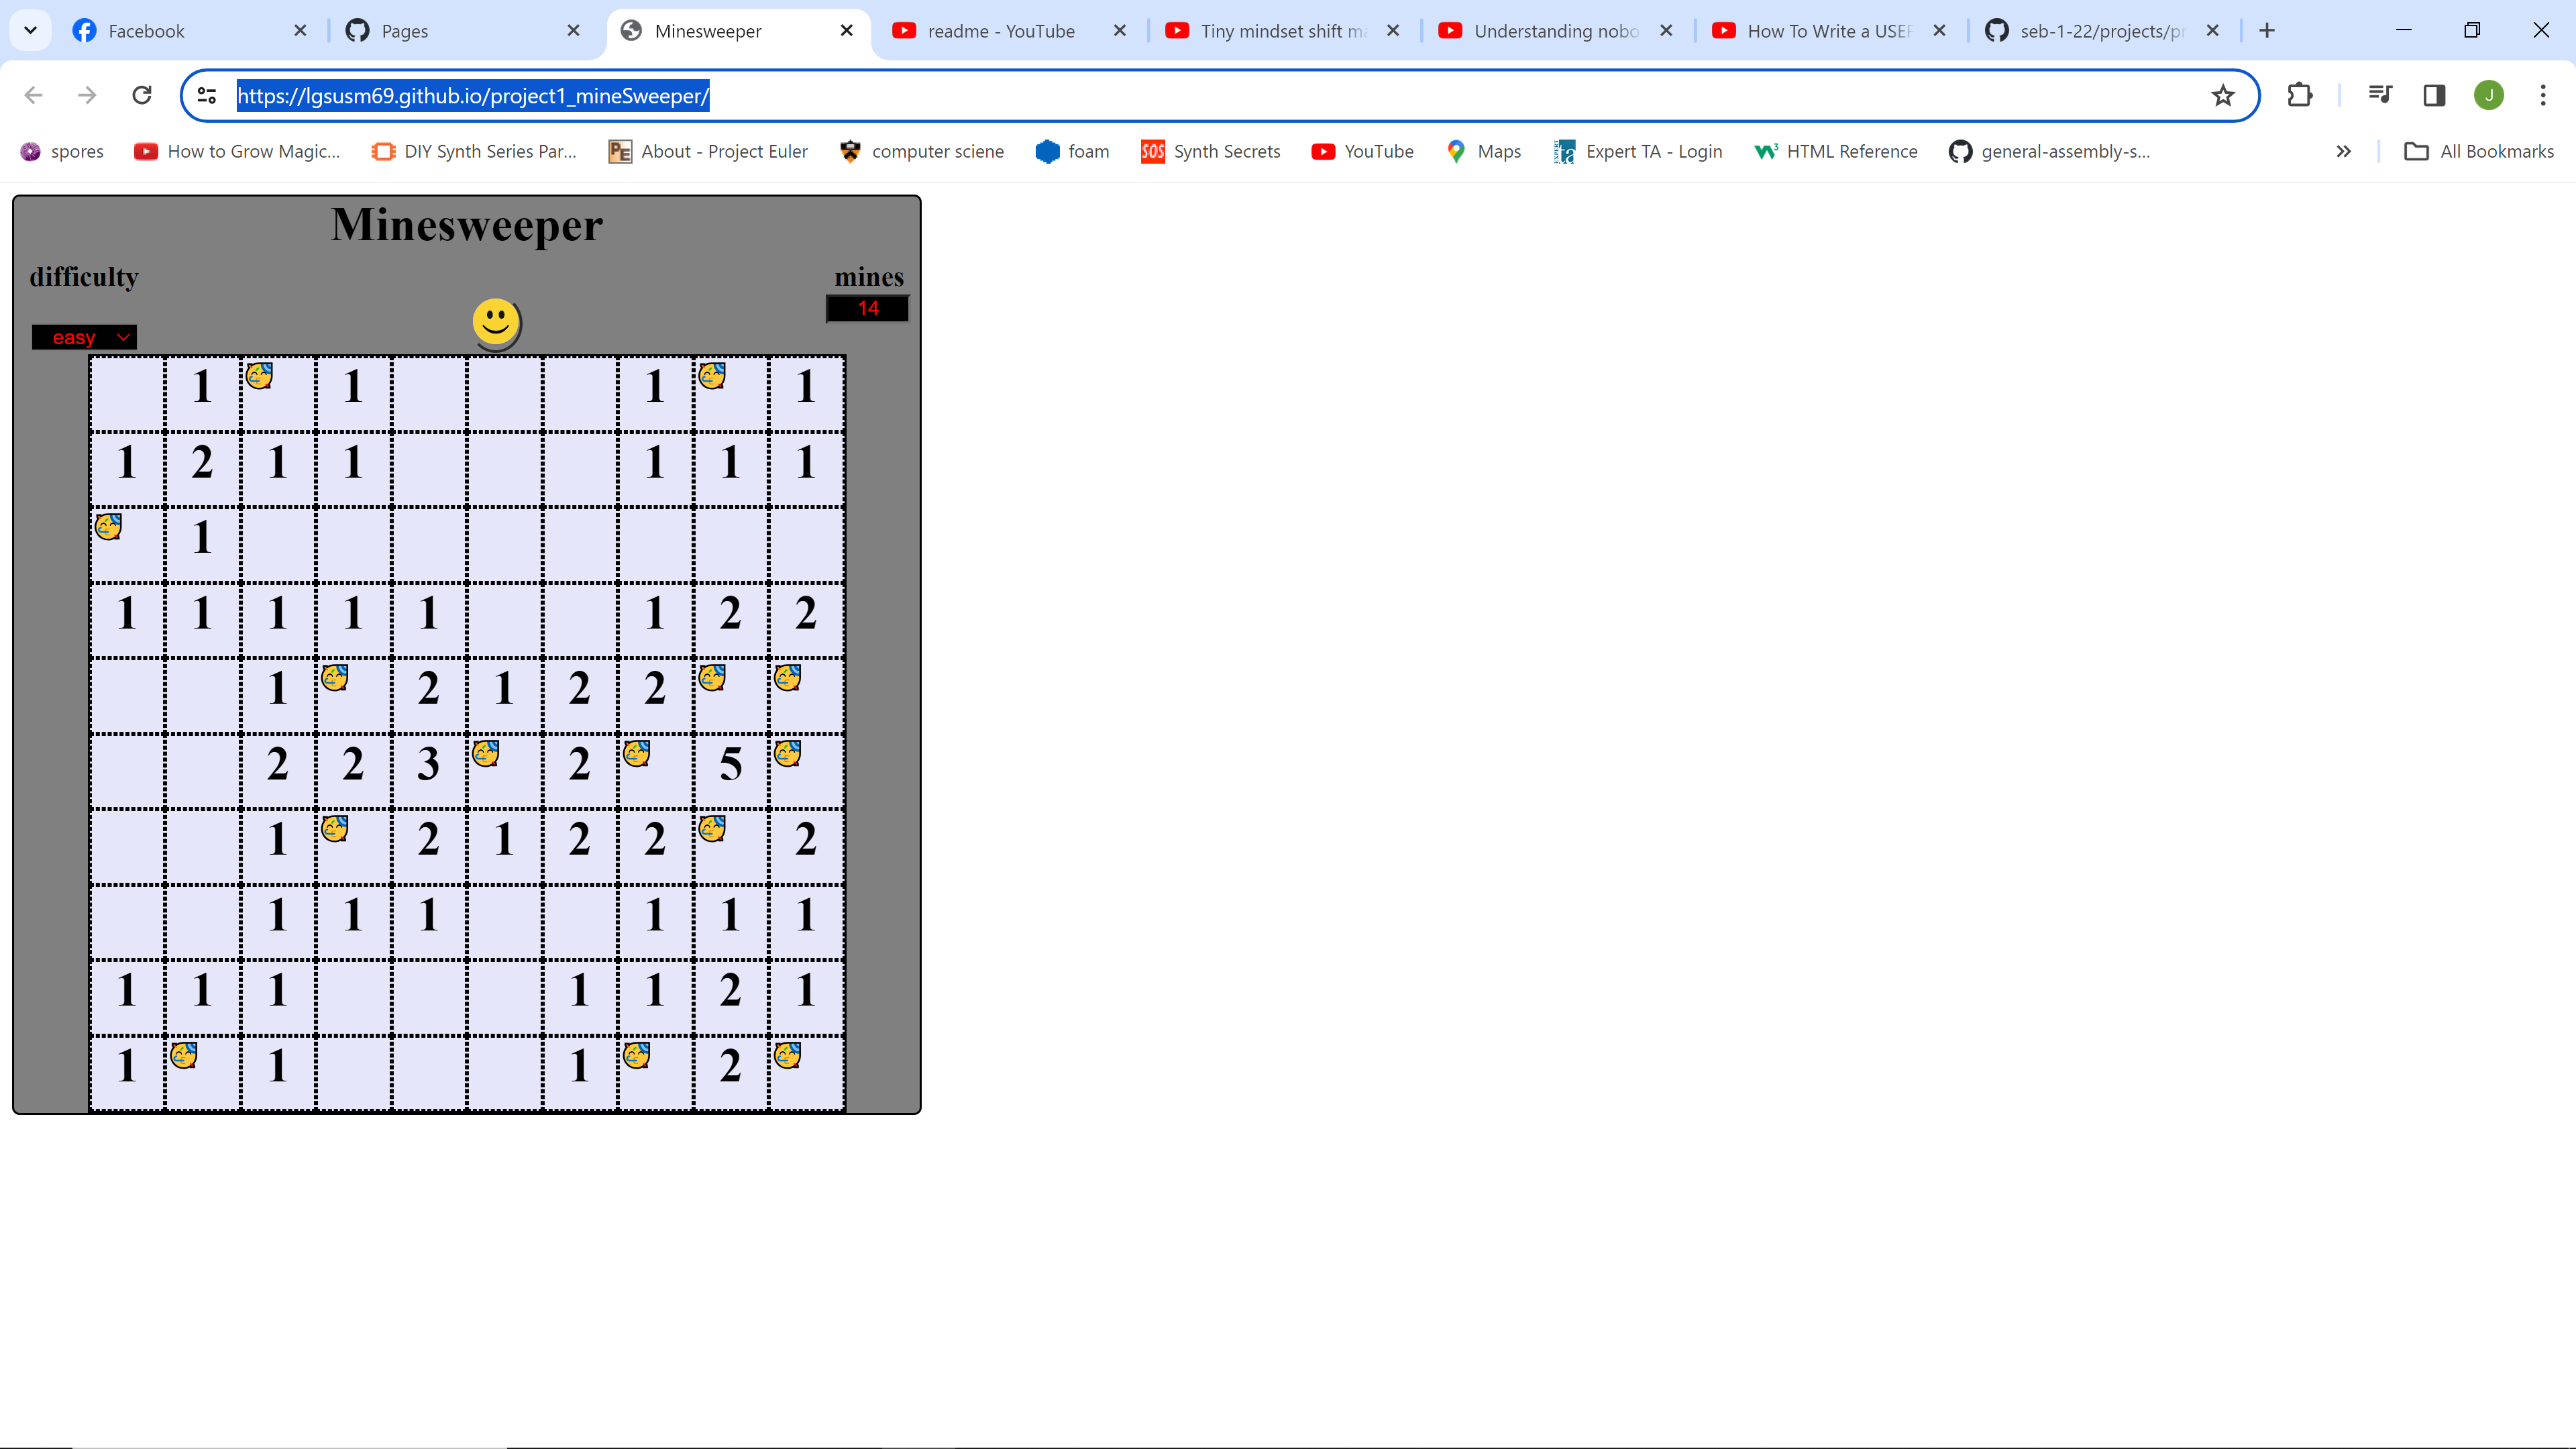 Facebook
Pages
Minesweeper
readme - YouTube
Tiny mindset shift m
Understanding nobo
How To Write a USER
seb-1-22/projects/pr
https://lgsusm69.github.io/project1_mineSweeper/
J
spores
How to Grow Magic...
DIY Synth Series Par...
PE
About - Project Euler
computer sciene
foam
SOS
Synth Secrets
YouTube
Maps
Expert TA - Login
HTML Reference
general-assembly-s...
All Bookmarks
Minesweeper
difficulty
mines
14
easy
1 1 1 1
1 2 1 1 1 1 1
1
1 1 1 1 1 1 2 2
1 2 1 2 2
2 2 3 2 5
1 2 1 2 2 2
1 1 1 1 1 1
1 1 1 1 1 2 1
1 1 1 2